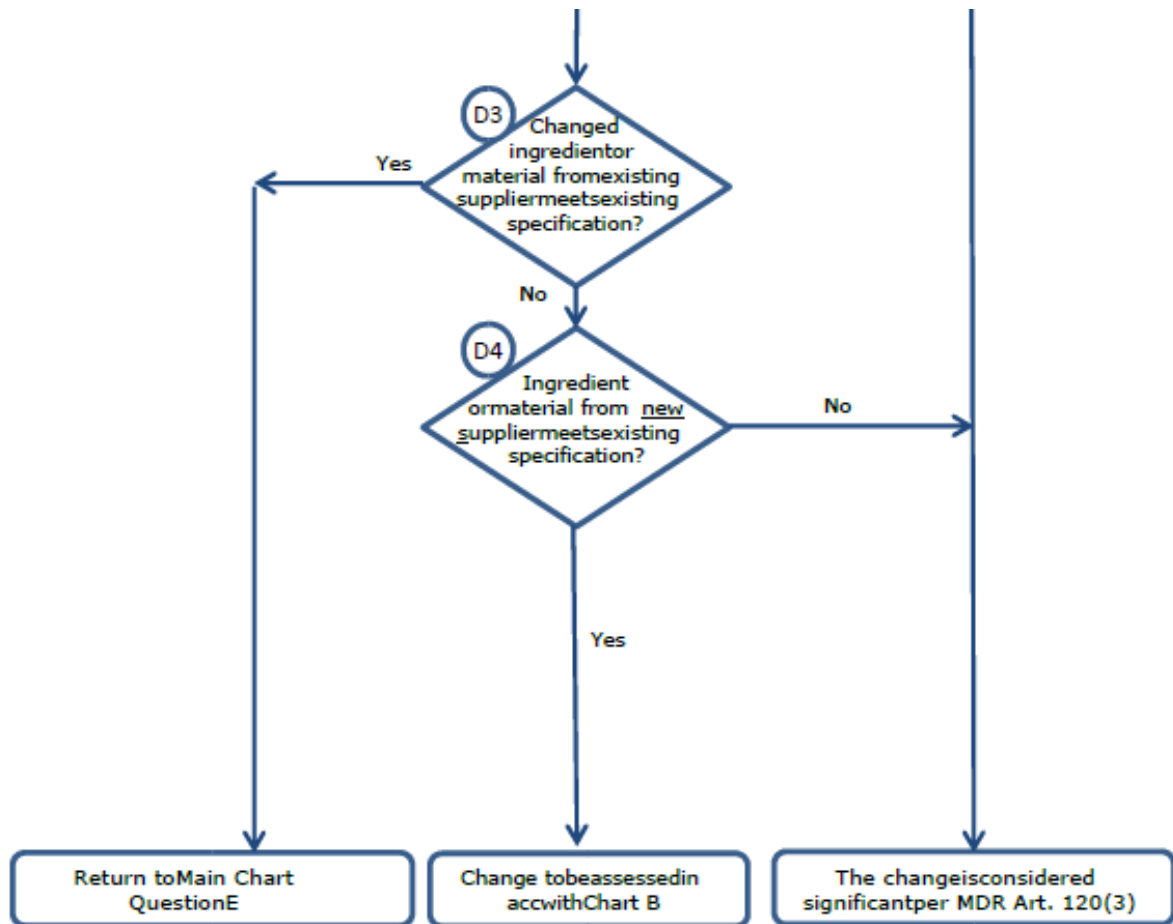 D3
Changed
ingredientor
material fromexisting
suppliermeetsexisting
specification?
Yes
No
D4
Ingredient
ormaterial from new
suppliermeetsexisting
specification?
No
Yes
Return toMain Chart
QuestionE
Change tobeassessedin
accwithChart B
The changeisconsidered
significantper MDR Art. 120(3)